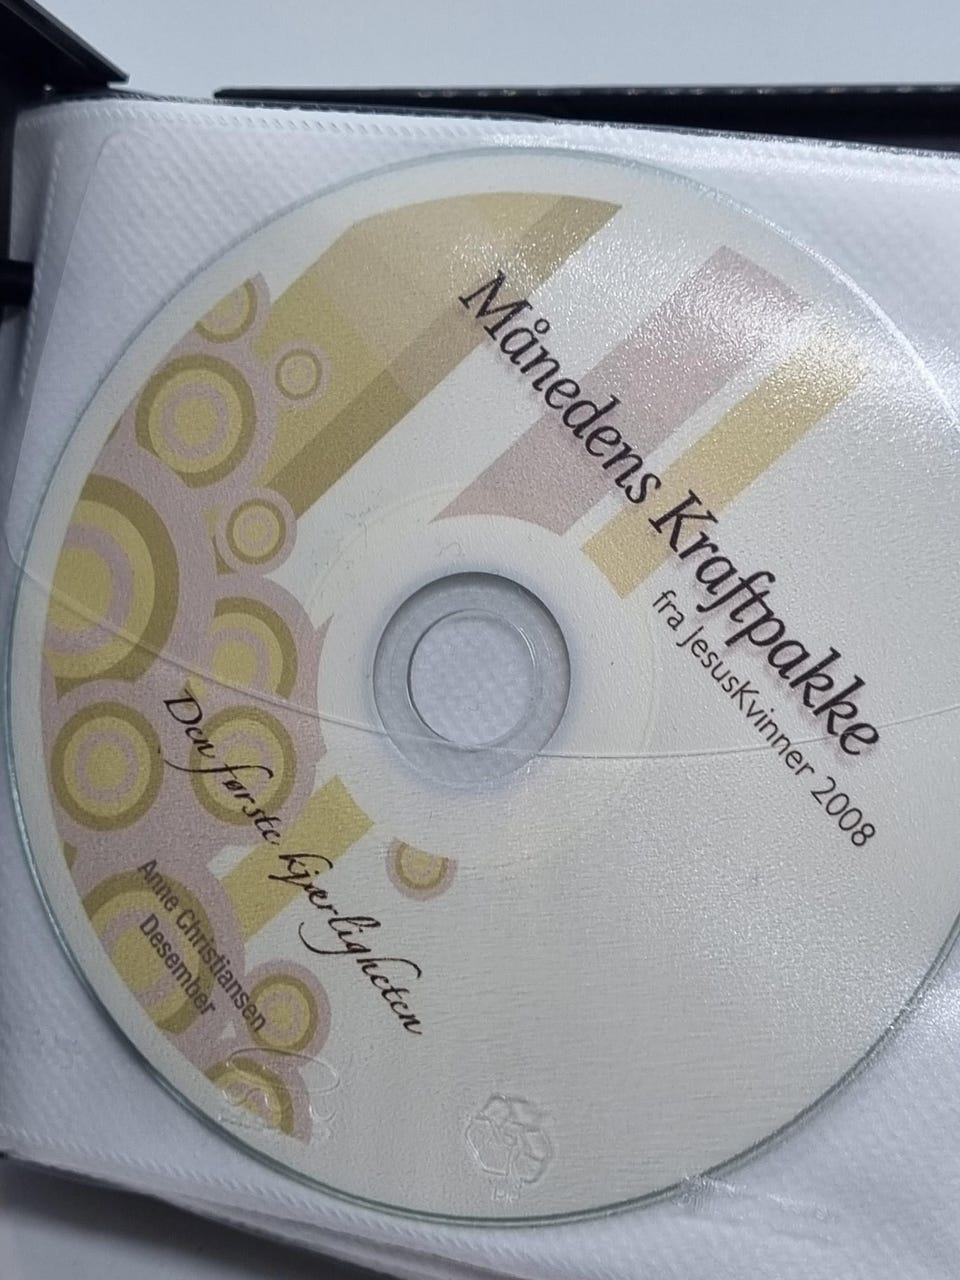 Månedens Kraftpakke
fra JesusKvinner 2008
Den første kjærligheten
Anne Christiansen
Desember